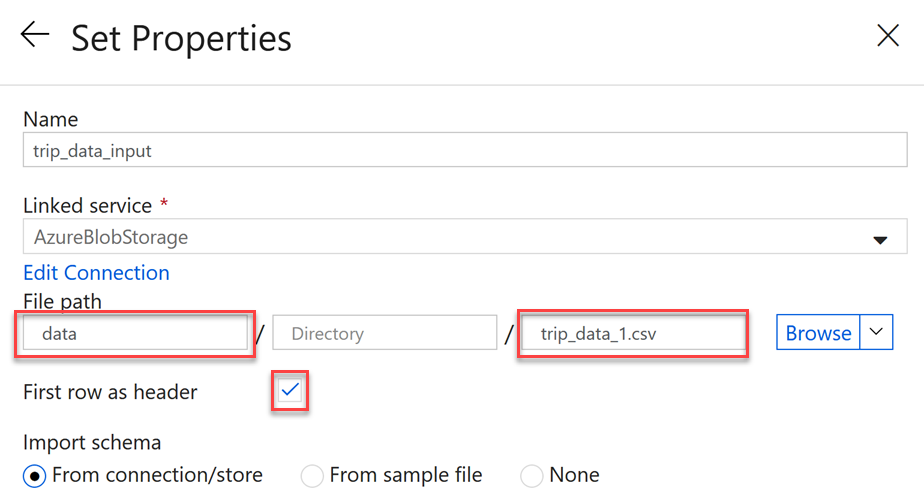 Set Properties
Name
trip_data_input
Linked service *
AzureBlobStorage
Edit Connection
File path
data / Directory / trip_data_1.csv Browse
First row as header
Import schema
From connection/store From sample file None